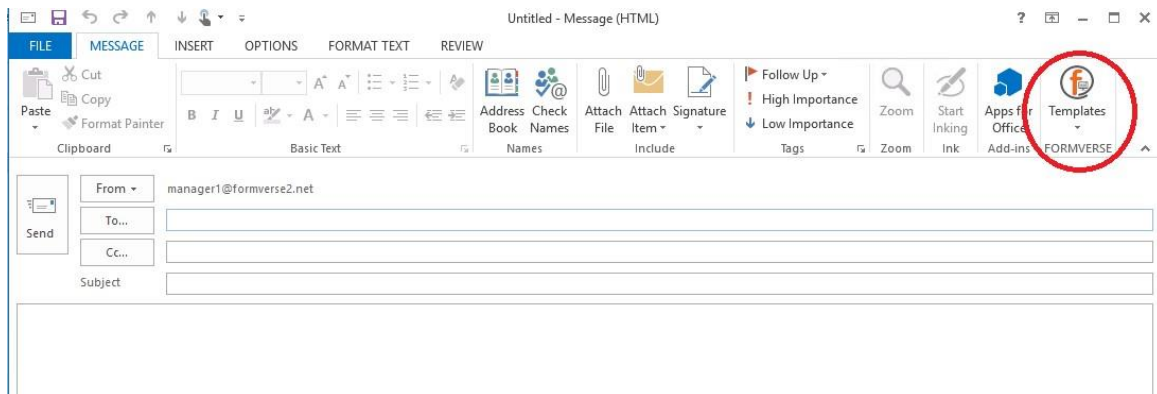 Untitled - Message (HTML)
?
FILE MESSAGE INSERT OPTIONS FORMAT TEXT REVIEW
Paste
Cut
Copy
Format Painter
Clipboard
A A
B I U ab A
Basic Text
Address Book
Check Names
Names
Attach File
Attach Item
Signature
Include
Follow Up
High Importance
Low Importance
Tags
Zoom
Zoom
Start Inking
Ink
Apps for Office
Add-ins
Templates
FORMVERSE
Send
From manager1@formverse2.net
To...
Cc...
Subject